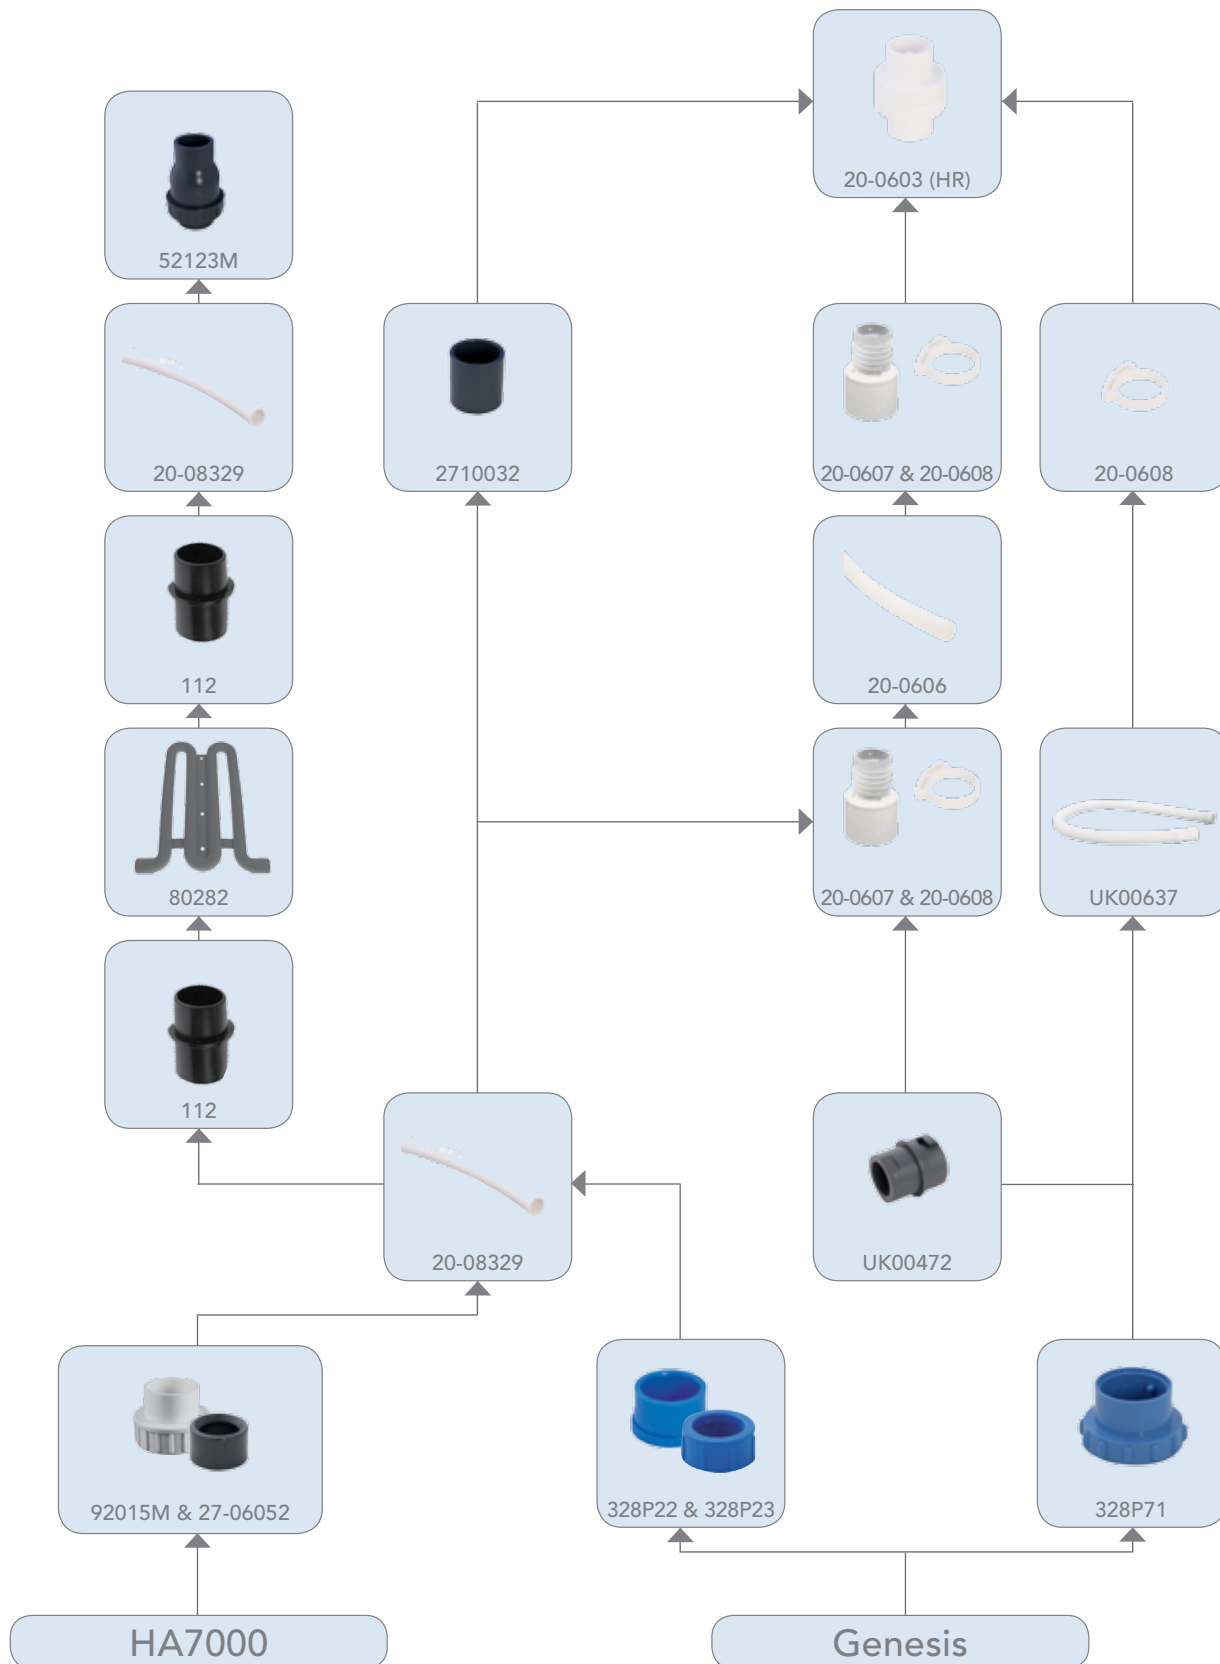 20-0603 (HR)
52123M
20-08329
2710032
20-0607 & 20-0608
20-0608
112
20-0606
80282
20-0607 & 20-0608
UK00637
112
20-08329
UK00472
92015M & 27-06052
328P22 & 328P23
328P71
HA7000
Genesis